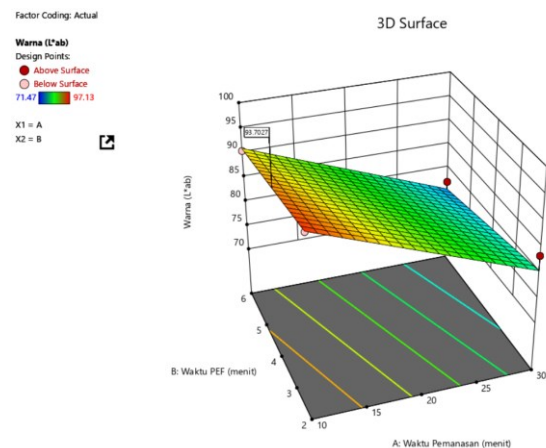 Factor Coding: Actual
3D Surface
Warna (L*ab)
Design Points:
Above Surface
Below Surface
71.47 97.13
X1 = A
X2 = B
100
95
90
85
80
75
70
93.7027
Warna (L*ab)
6
5
4
3
2
B: Waktu PEF (menit)
10
15
20
25
30
A: Waktu Pemanasan (menit)